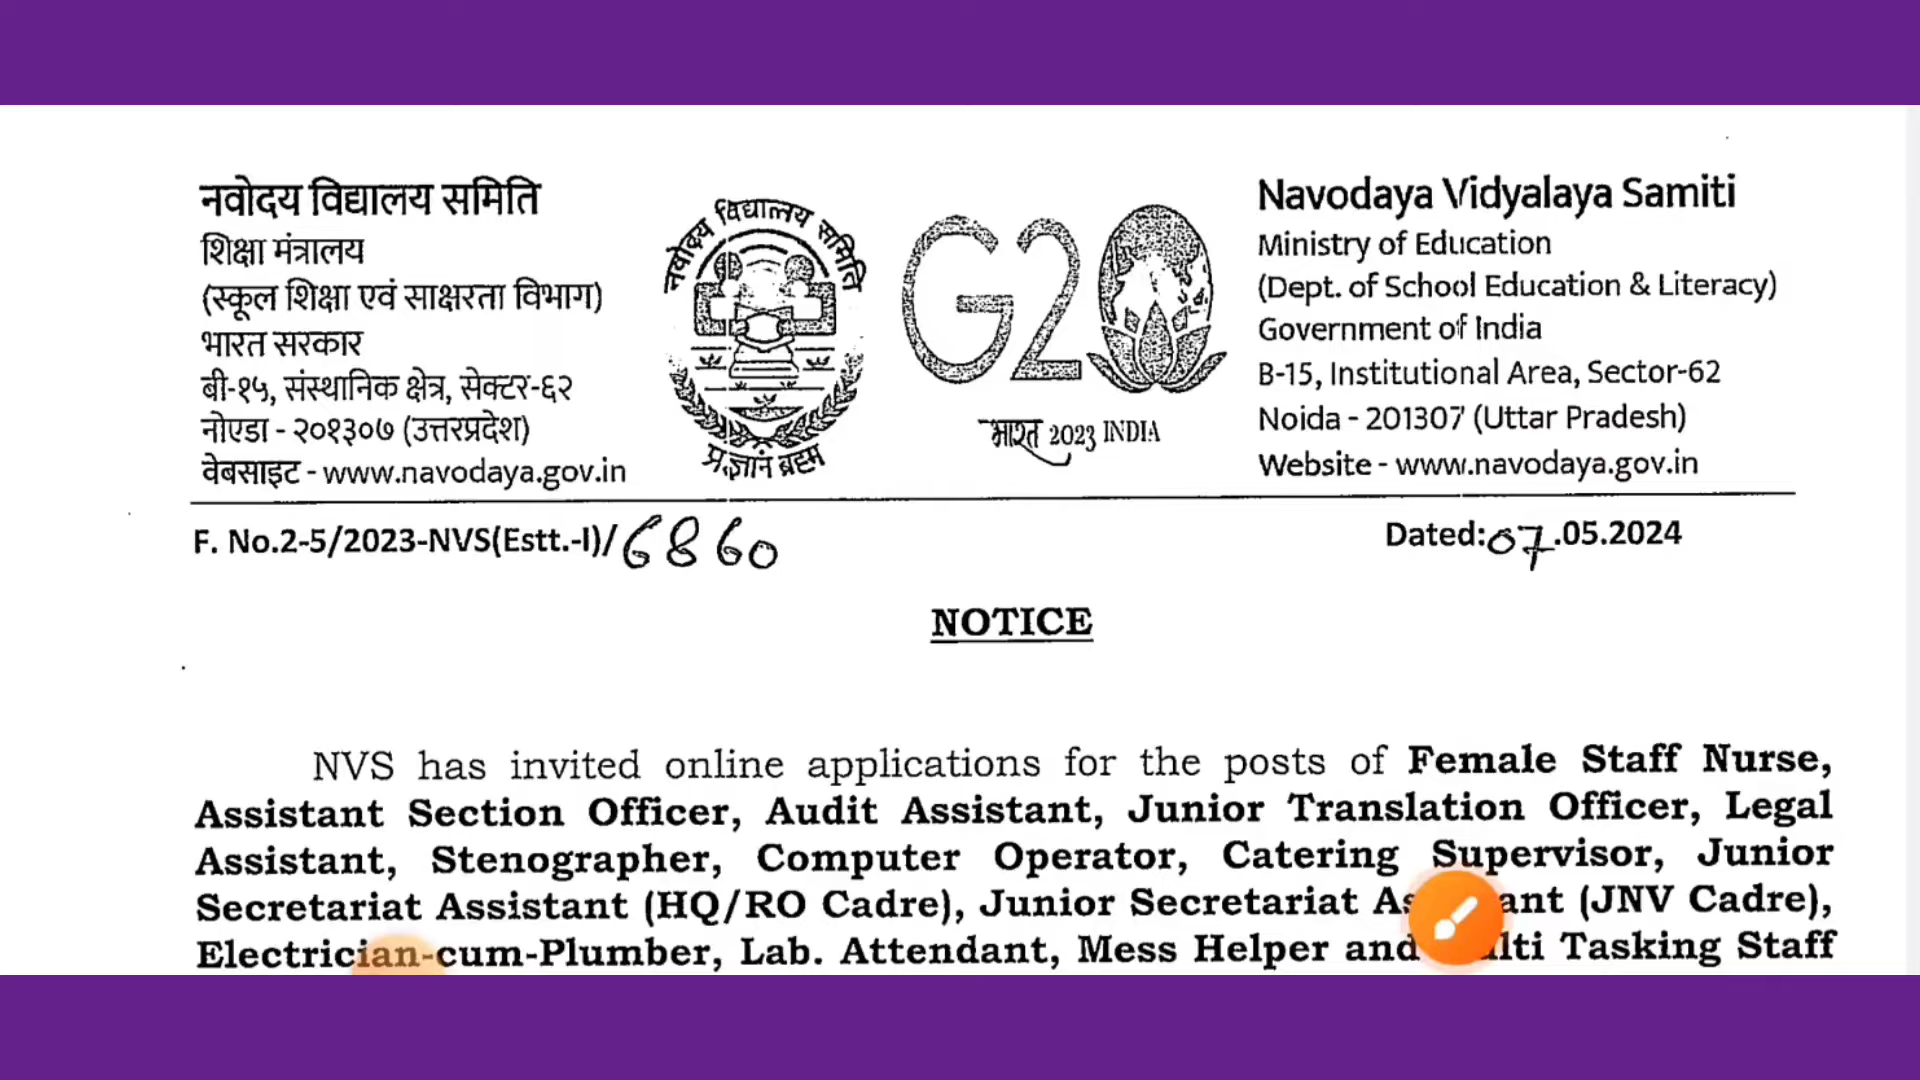 नवोदय विद्यालय समिति
शिक्षा मंत्रालय
(स्कूल शिक्षा एवं साक्षरता विभाग)
भारत सरकार
बी-१५, संस्थानिक क्षेत्र, सेक्टर-६२
नोएडा - २०१३०७ (उत्तरप्रदेश)
वेबसाइट - www.navodaya.gov.in
नवोदय विद्यालय समिति
प्रज्ञानं ब्रह्म
G20
भारत 2023 INDIA
Navodaya Vidyalaya Samiti
Ministry of Education
(Dept. of School Education & Literacy)
Government of India
B-15, Institutional Area, Sector-62
Noida - 201307 (Uttar Pradesh)
Website - www.navodaya.gov.in
F. No.2-5/2023-NVS(Estt.-I)/6860
Dated:07.05.2024
NOTICE
NVS has invited online applications for the posts of Female Staff Nurse,
Assistant Section Officer, Audit Assistant, Junior Translation Officer, Legal
Assistant, Stenographer, Computer Operator, Catering Supervisor, Junior
Secretariat Assistant (HQ/RO Cadre), Junior Secretariat (JNV Cadre),
Electrician-cum-Plumber, Lab. Attendant, Mess Helper and Tasking Staff